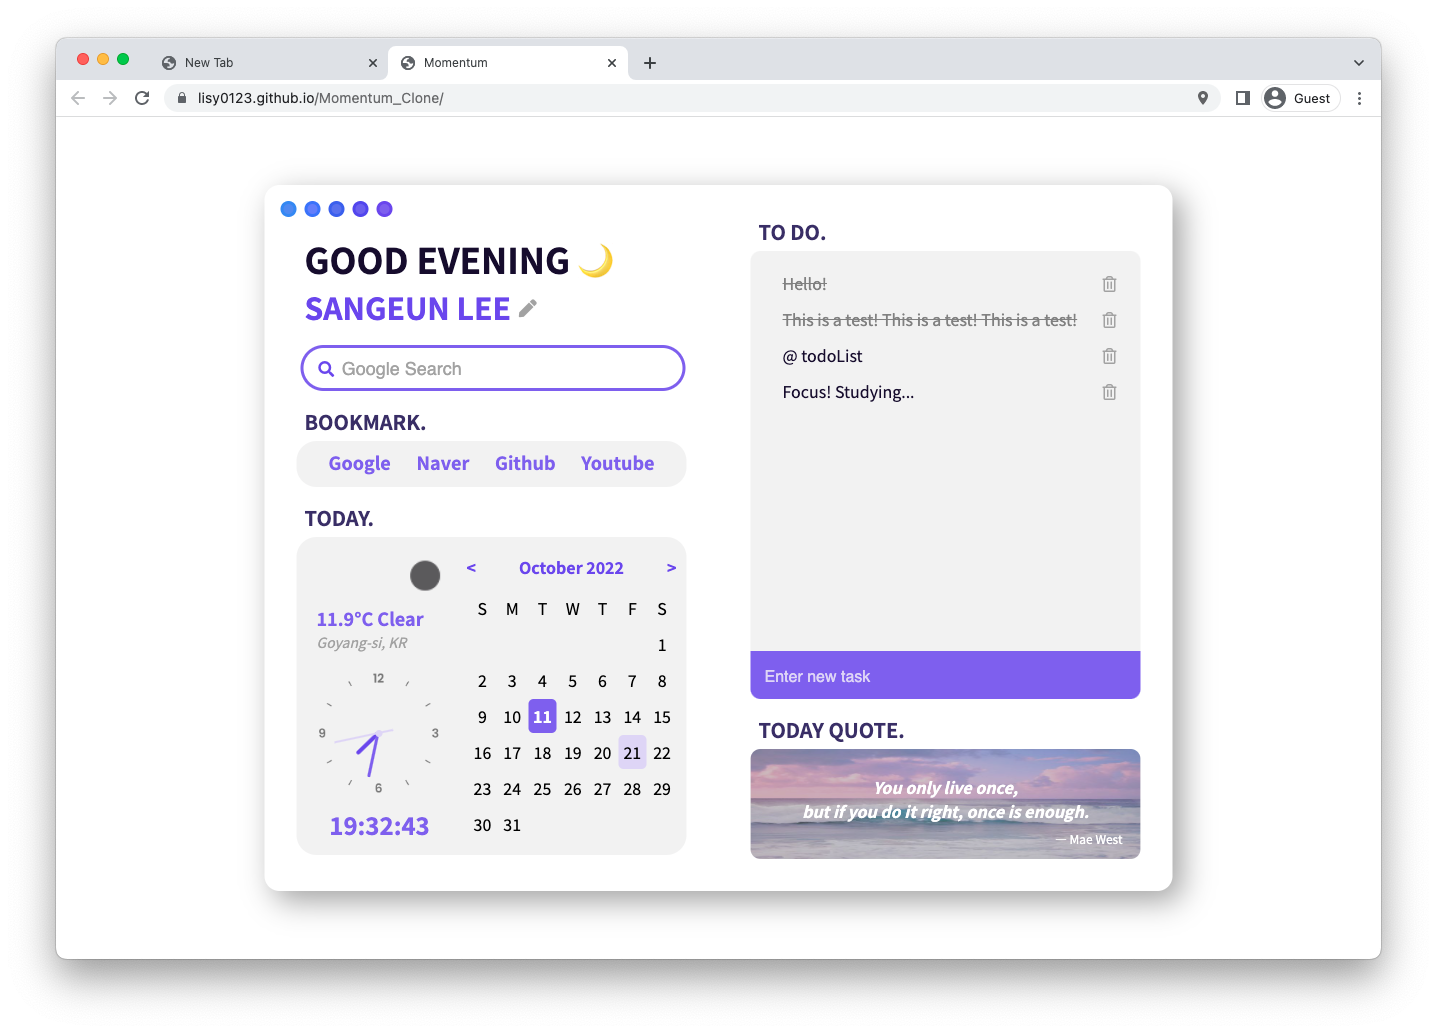 New Tab
Momentum
lisy0123.github.io/Momentum_Clone/
Guest
GOOD EVENING 🌙
SANGEUN LEE
Google Search
BOOKMARK.
Google Naver Github Youtube
TODAY.
11.9°C Clear
Goyang-si, KR
12
9 3
6
19:32:43
< October 2022 >
S M T W T F S
1
2 3 4 5 6 7 8
9 10 11 12 13 14 15
16 17 18 19 20 21 22
23 24 25 26 27 28 29
30 31
TO DO.
Hello!
This is a test! This is a test! This is a test!
@ todoList
Focus! Studying...
Enter new task
TODAY QUOTE.
You only live once,
but if you do it right, once is enough.
— Mae West